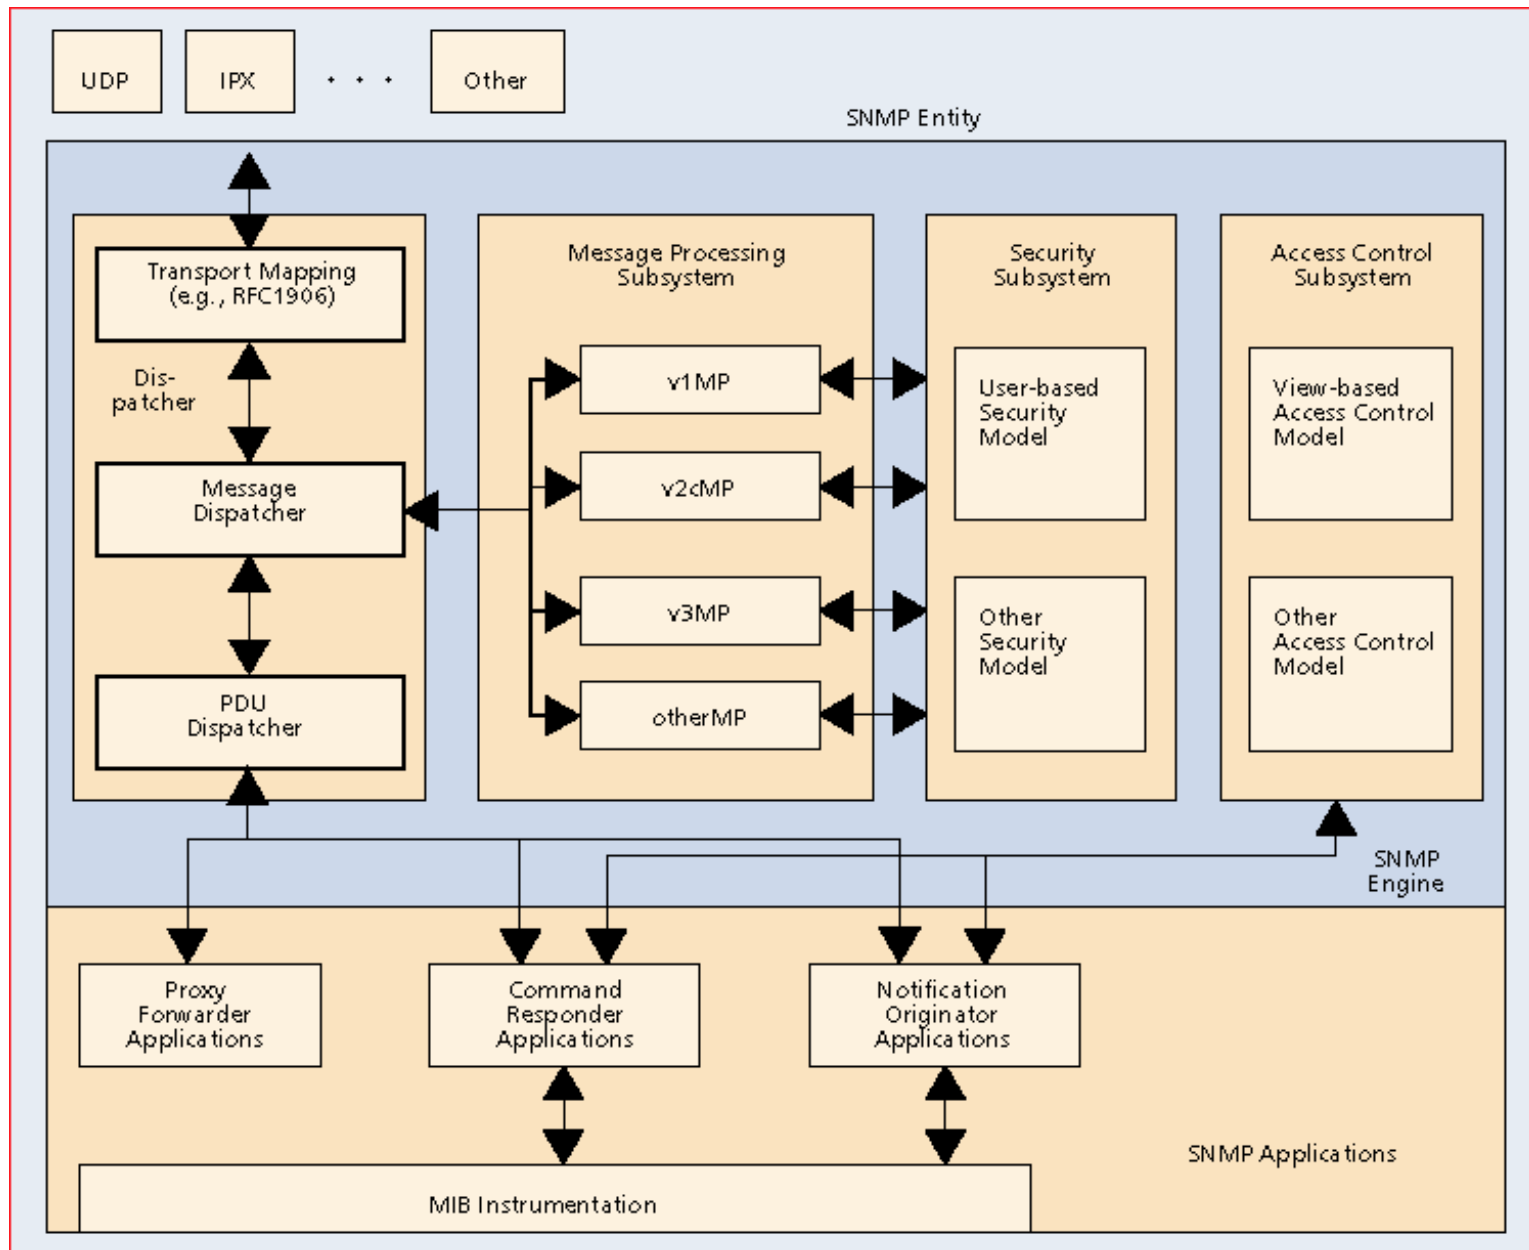 UDP
IPX
. . .
Other
SNMP Entity
Transport Mapping
(e.g., RFC1906)
Dis-
patcher
Message
Dispatcher
PDU
Dispatcher
Message Processing
Subsystem
v1MP
v2cMP
v3MP
otherMP
Security
Subsystem
User-based
Security
Model
Other
Security
Model
Access Control
Subsystem
View-based
Access Control
Model
Other
Access Control
Model
SNMP
Engine
Proxy
Forwarder
Applications
Command
Responder
Applications
Notification
Originator
Applications
SNMP Applications
MIB Instrumentation